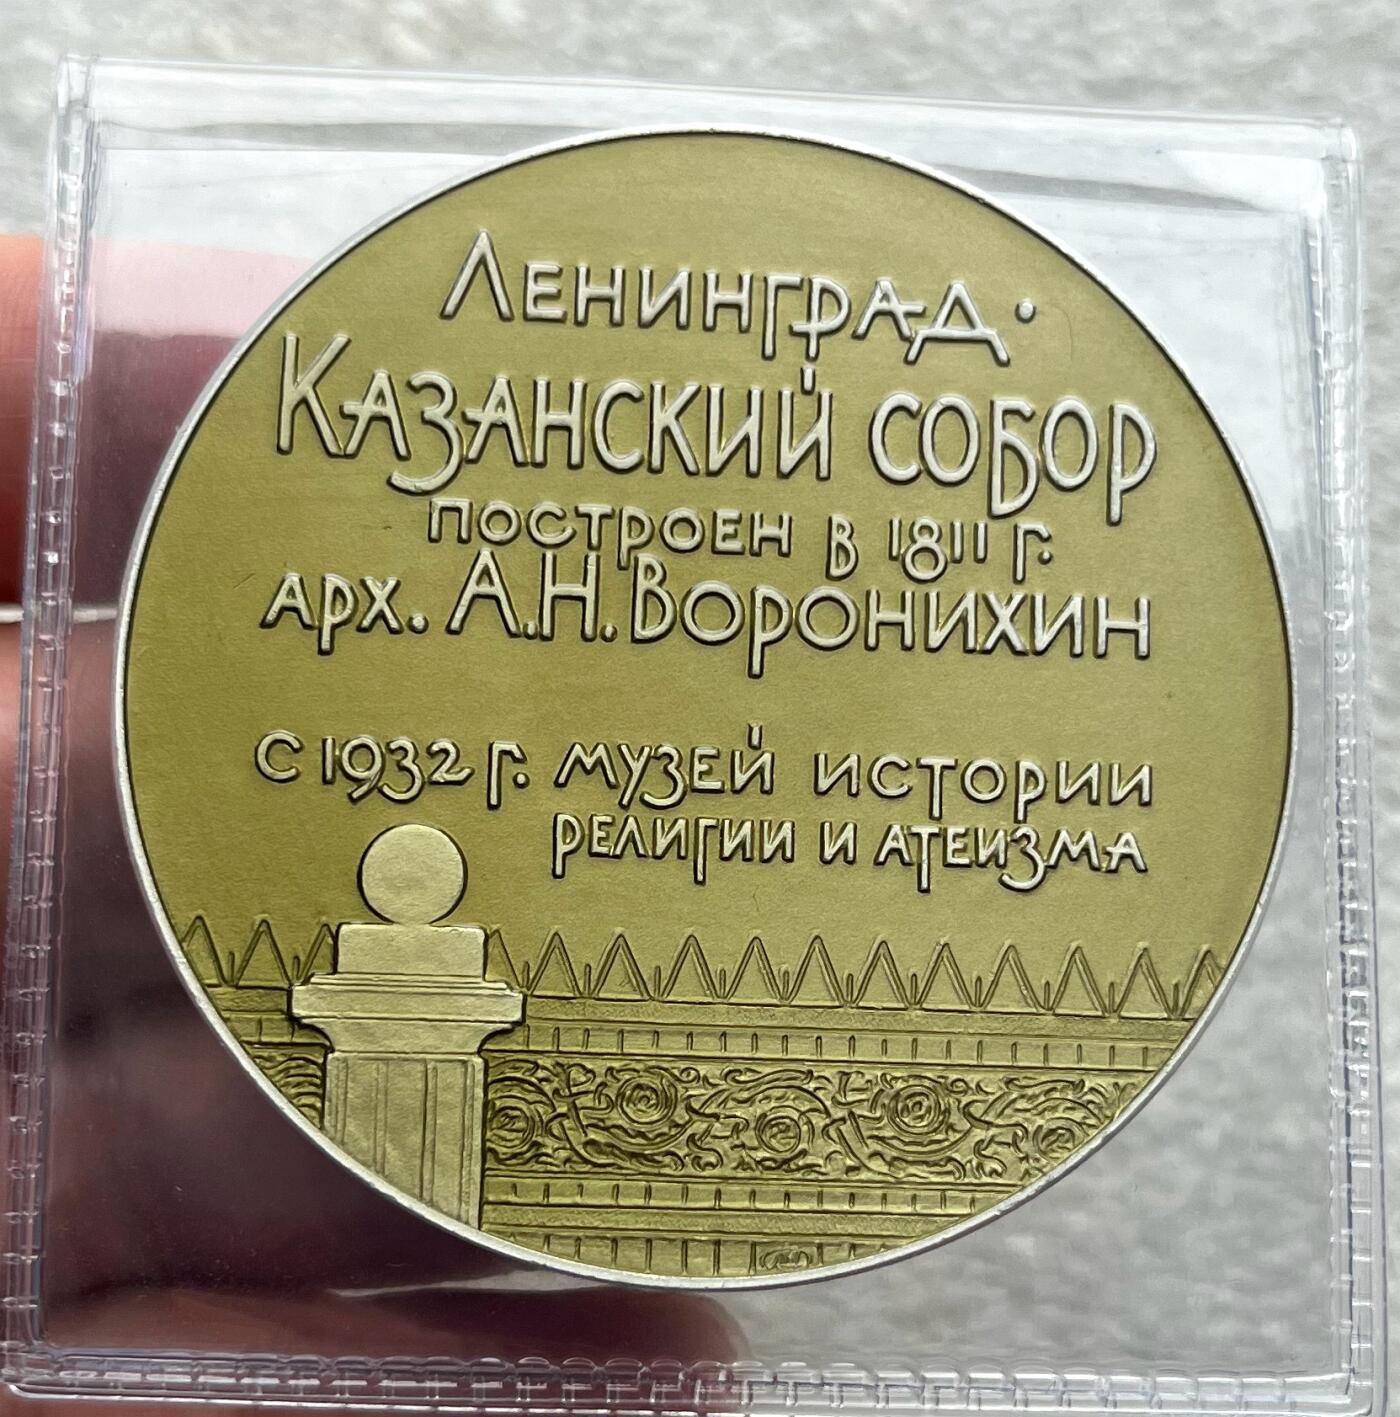 Ленинград·
Казанский собор
построен в 1811 г.
арх. А.Н. Воронихин
с 1932 г. музей истории
религии и атеизма